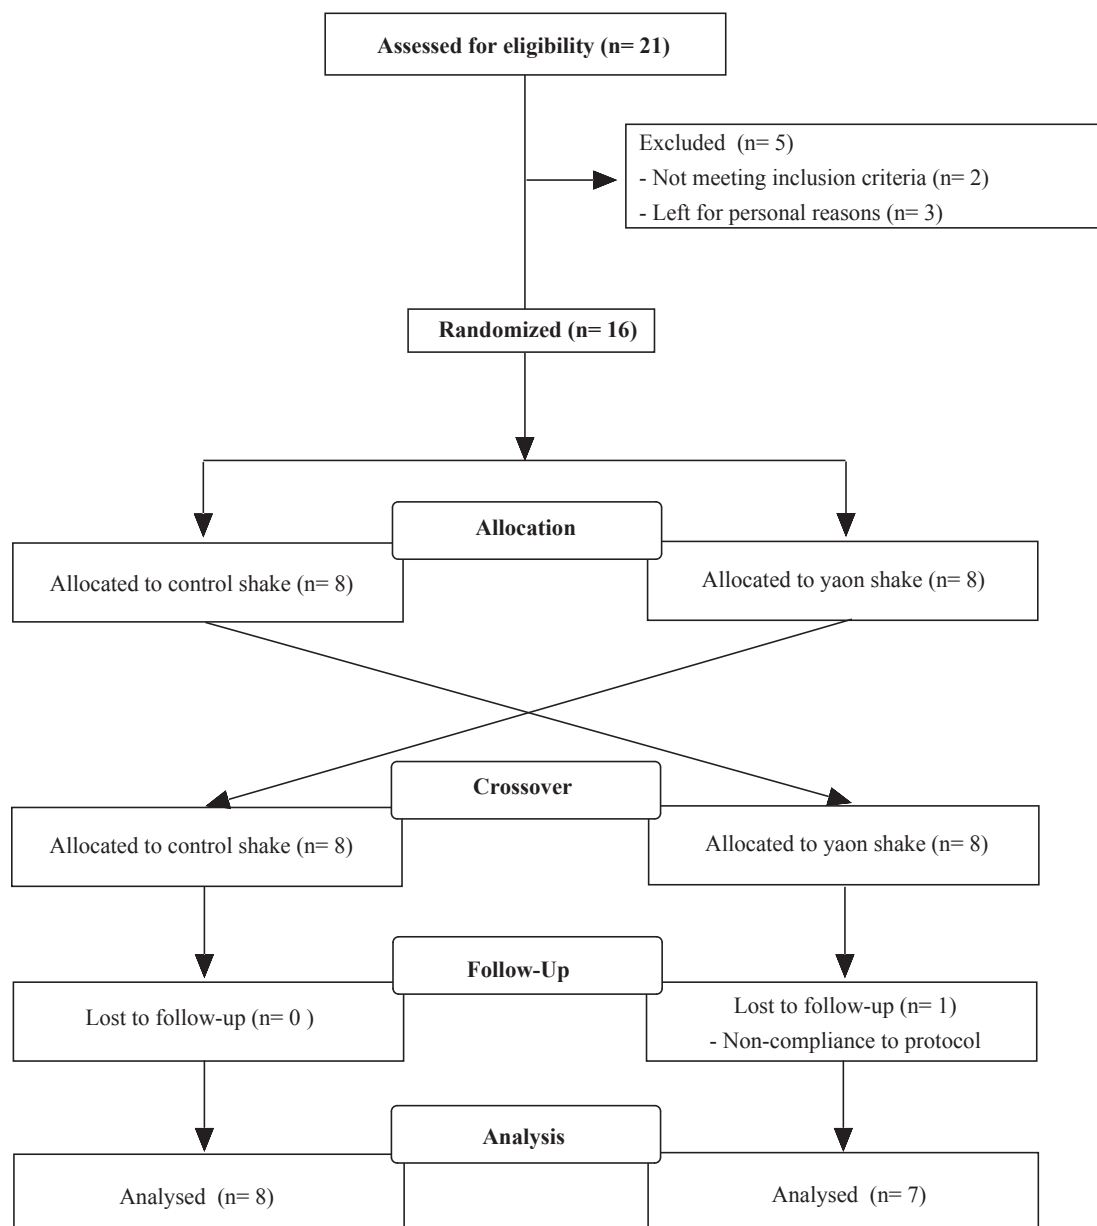 Assessed for eligibility (n= 21)
Excluded  (n= 5)
- Not meeting inclusion criteria (n= 2)
- Left for personal reasons (n= 3)
Randomized (n= 16)
Allocation
Allocated to control shake (n= 8)
Allocated to yaon shake (n= 8)
Crossover
Allocated to control shake (n= 8)
Allocated to yaon shake (n= 8)
Follow-Up
Lost to follow-up (n= 0 )
Lost to follow-up (n= 1)
- Non-compliance to protocol
Analysis
Analysed  (n= 8)
Analysed  (n= 7)